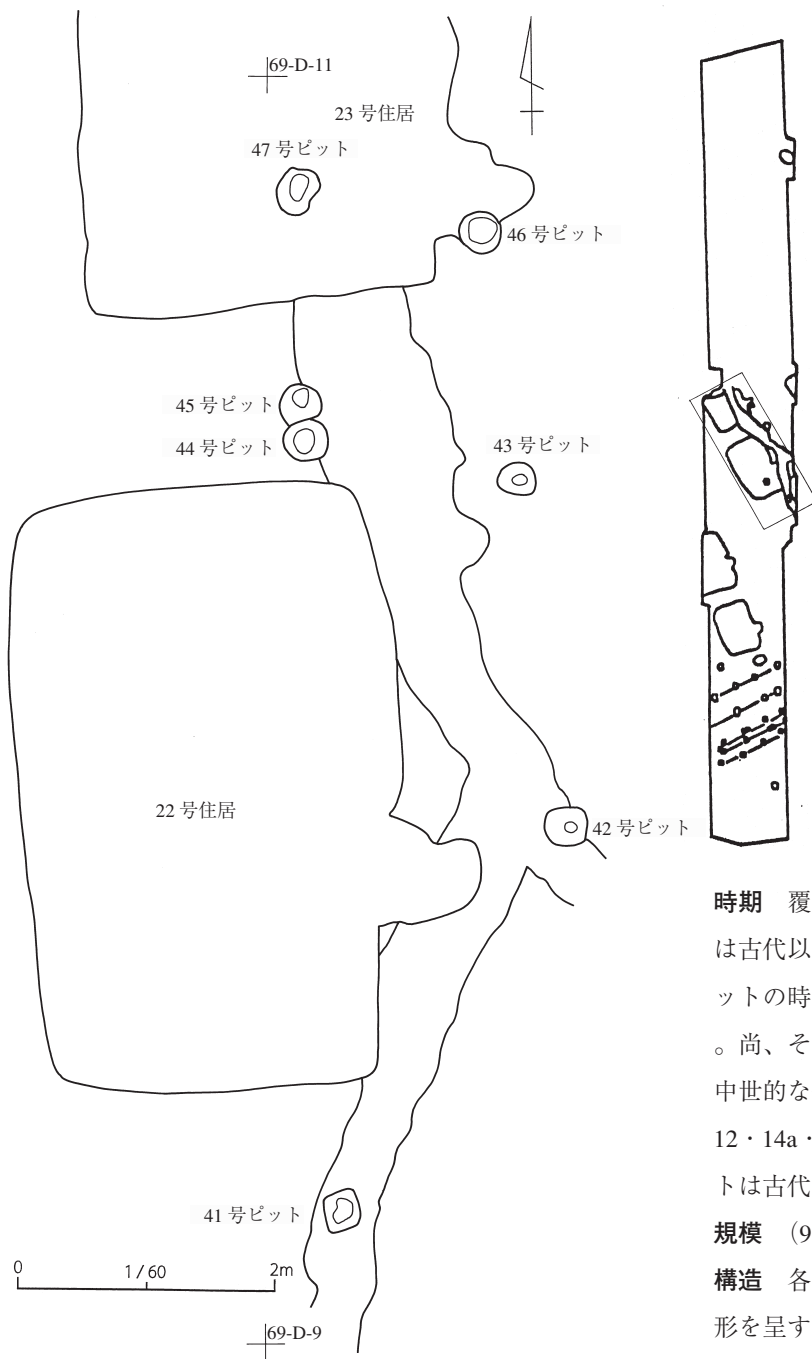 69-D-11
23 号住居
47 号ピット
46 号ピット
45 号ピット
44 号ピット
43 号ピット
22 号住居
42 号ピット
41 号ピット
0 1/60 2m
69-D-9
時期　覆
は古代以
ットの時
。尚、そ
中世的な
12・14a・
トは古代
規模　(9
構造　各
形を呈す